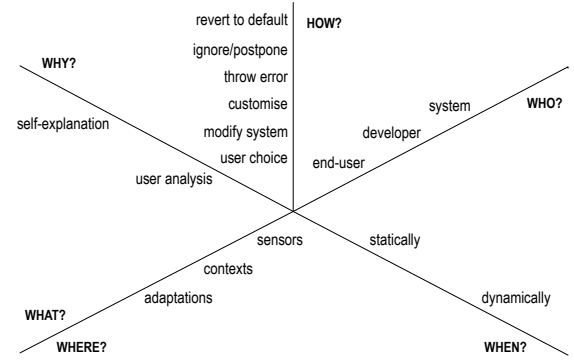 revert to default
HOW?
ignore/postpone
WHY?
throw error
customise
system
WHO?
self-explanation
modify system
developer
user choice
end-user
user analysis
sensors
statically
contexts
adaptations
dynamically
WHAT?
WHERE?
WHEN?